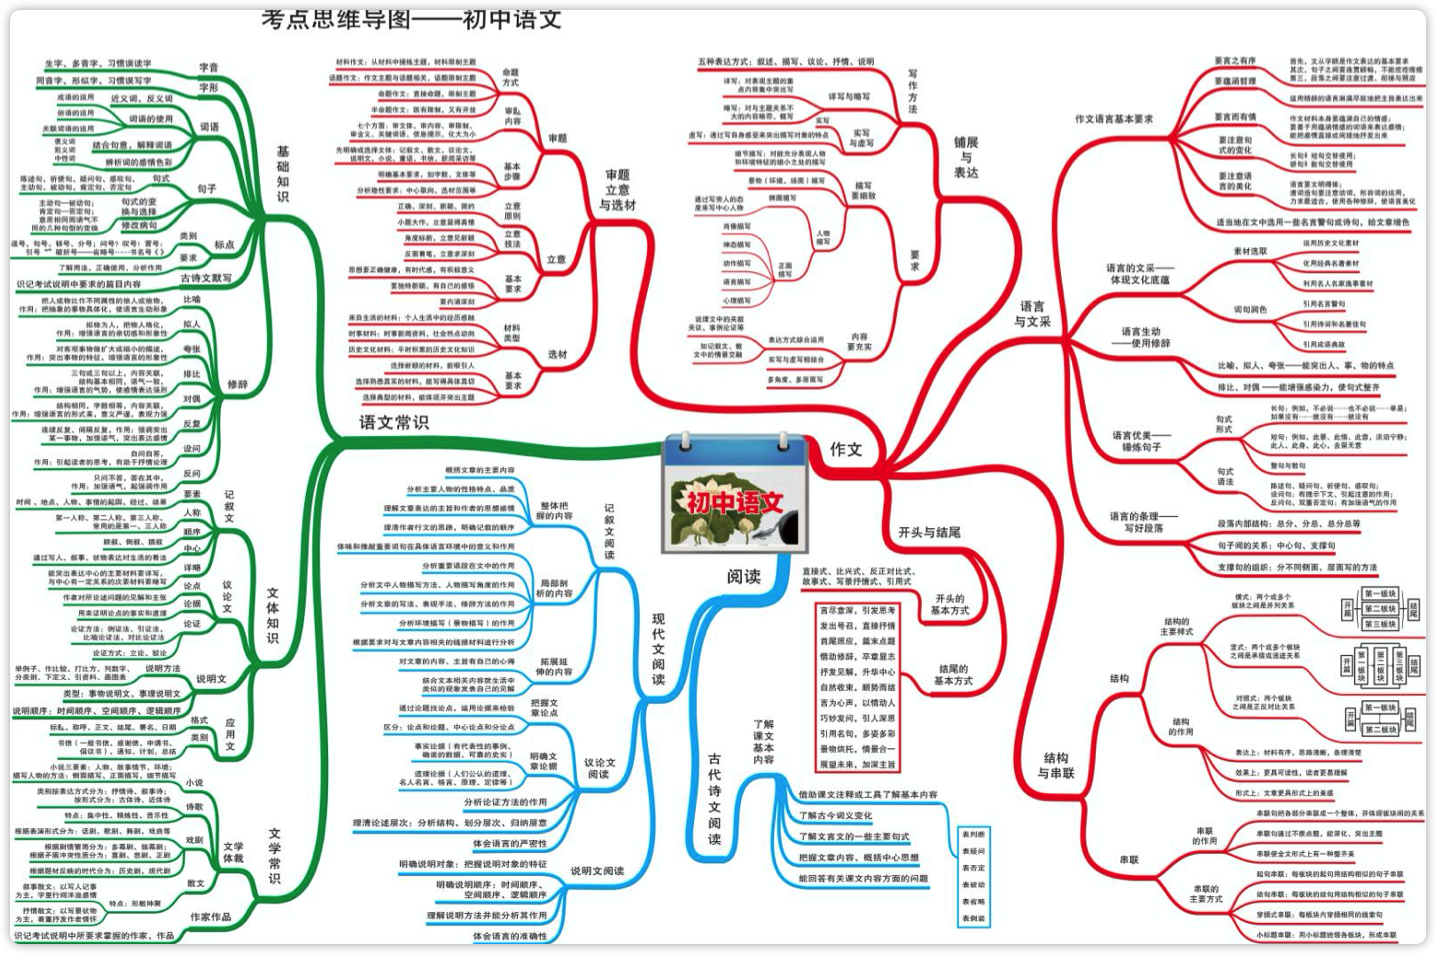 考点思维导图——初中语文
初中语文
语文常识
基础知识
字音
生字、多音字、习惯误读字
字形
同音字、形似字、习惯误写字
词语
近义词、反义词
词语的使用
成语的运用
俗语的运用
关联词语的运用
结合句意，解释词语
辨析词的感情色彩
褒义词
贬义词
中性词
句子
句式
陈述句、祈使句、疑问句、感叹句、
主动句、被动句、肯定句、否定句
句式的变
换与选择
主动句—被动句；
肯定句—否定句；
意思相同而语气不
同的几种句型的变换
修改病句
标点
类别
逗号，句号。顿号、分号；问号？叹号！冒号：
引号“”破折号——省略号……书名号《》
要求
了解用法、正确使用、分析作用
古诗文默写
识记考试说明中要求的篇目内容
修辞
比喻
把人或物比作不同属性的他人或他物，
作用：把抽象的事物具体化，使语言生动形象
拟人
拟物为人，把物人格化，
作用：增强语言的亲切感和形象性
夸张
对客观事物做扩大或缩小的描述，
作用：突出事物的特征，增强语言的形象性
排比
三句或三句以上，内容关联，
结构基本相同，语气一致，
作用：增强语言的气势，使感情表达强烈
对偶
结构相同，字数相等，内容关联，
作用：增强语言的形式美，意义严谨，表现力强
反复
连续反复、间隔反复，作用：强调突出
某一事物，加强语气，突出表达感情
设问
自问自答，
作用：引起读者的思考，有助于抒情论理
反问
只问不答，答在其中，
作用：加强语气，起强调作用
文体知识
记叙文
要素
时间、地点、人物、事情的起因、经过、结果
人称
第一人称、第二人称、第三人称、
常用的是第一、三人称
顺序
顺叙、倒叙、插叙
中心
通过写人、叙事、状物表达对生活的看法
详略
能突出表达中心的主要材料要详写，
与中心有一定关系的次要材料要略写
议论文
论点
作者对所论述问题的见解和主张
论据
用来证明论点的事实和道理
论证
论证方法：例证法、引证法、
比喻论证法、对比论证法
论证方式：立论、驳论
说明文
说明方法
举例子、作比较、打比方、列数字、
分类别、下定义、引资料、画图表
类型：事物说明文、事理说明文
说明顺序：时间顺序、空间顺序、逻辑顺序
应用文
格式
标题、称呼、正文、结尾、署名、日期
类别
书信（一般书信、感谢信、申请书、
倡议书）、通知、计划、总结
文学常识
文学
体裁
小说
小说三要素：人物、故事情节、环境；
描写人物的方法：侧面描写、正面描写、细节描写
诗歌
类别按表达方式分为：抒情诗、叙事诗；
按形式分为：古体诗、近体诗
特点：集中性、精炼性、音乐性
戏剧
根据表演形式分为：话剧、歌剧、舞剧、戏曲等
根据剧情繁简分为：多幕剧、独幕剧；
根据矛盾冲突性质分为：喜剧、悲剧、正剧
根据题材反映的时代分为：历史剧、现代剧
散文
特点：形散神聚
叙事散文：以写人记事
为主，字里行间洋溢感情
抒情散文：以写景状物
为主，着重抒发作者情怀
作家作品
识记考试说明中所要求掌握的作家、作品
阅读
现代文阅读
记叙文阅读
整体把
握的内容
概括文章的主要内容
分析主要人物的性格特点、品质
理解文章表达的主旨和作者的思想感情
理清作者行文的思路，明确记叙的顺序
局部剖
析的内容
体味和推敲重要词句在具体语言环境中的意义和作用
分析重要语段在文中的作用
分析文中人物描写方法、人物描写角度的作用
分析文章的写法、表现手法、修辞方法的作用
分析环境描写（景物描写）的作用
根据要求对与文章内容相关的链接材料进行分析
拓展延
伸的内容
对文章的内容、主旨有自己的心得
结合文本相关内容就生活中
类似的现象发表自己的见解
议论文
阅读
把握文
章论点
通过论题找论点，运用论据来检验
区分：论点和论题、中心论点和分论点
明确文
章论据
事实论据（有代表性的事例、
确凿的数据、可靠的史实）
道理论据（人们公认的道理、
名人名言、格言、原理、定律等）
分析论证方法的作用
理清论述层次：分析结构、划分层次、归纳层意
体会语言的严密性
说明文阅读
明确说明对象：把握说明对象的特征
明确说明顺序：时间顺序、
空间顺序、逻辑顺序
理解说明方法并能分析其作用
体会语言的准确性
古代诗文阅读
了解
课文
基本
内容
借助课文注释或工具了解基本内容
了解古今词义变化
了解文言文的一些主要句式
把握文章内容、概括中心思想
能回答有关课文内容方面的问题
表判断
表疑问
表否定
表被动
表省略
表倒装
作文
审题
立意
与选材
审题
命题
方式
材料作文：从材料中提炼主题，材料限制主题
话题作文：作文主题与话题相关，话题限制主题
命题作文：直接命题，限制主题
半命题作文：既有限制，又有开放
审题
内容
七个方面：审文体，审内容，审限制，
审含义，关键词语，信息提示，化大为小
基本
步骤
先明确或选择文体：记叙文、散文、议论文、
说明文、小说、童话、书信、新闻采访等
明确基本要求，如字数、文体等
分析隐性要求：中心取向、选材范围等
立意
立意
原则
正确、深刻、新颖、简约
小题大作，立意显得真情
立意
技法
角度标新，立意见新颖
反面着笔，立意求深刻
基本
要求
思想要正确健康，有时代感，有积极意义
要独特新颖、有自己的感悟
要内涵深刻
选材
材料
类型
来自生活的材料：个人生活中的经历感触
时事材料：时事新闻资料，社会热点动向
历史文化材料：平时积累的历史文化知识
基本
要求
选择新颖的材料，能吸引人
选择熟悉真实的材料，能写得具体真切
选择典型的材料，能体现并突出主题
铺展
与
表达
写作方法
五种表达方式：叙述、描写、议论、抒情、说明
详写与略写
详写：对表现主题的重
点内容集中突出写
略写：对与主题关系不
大的内容略带、概写
实写
与虚写
实写
虚写：通过写自身感受来突出描写对象的特点
要
求
描写
要细致
细节描写：对能充分表现人物
和环境特征的细小之处的描写
景物（环境、场面）描写
人物
描写
侧面描写
通过写旁人的态
度来写中心人物
正面
描写
肖像描写
神态描写
动作描写
语言描写
心理描写
内容
要充实
表达方式综合运用
说理文中的夹叙
夹议、事例论证等
如记叙文、散
文中的情景交融
实写与虚写相结合
多角度、多层面写
语言
与文采
作文语言基本要求
要言之有序
首先，文从字顺是作文表达的基本要求
其次，句子之间要连贯顺畅，不能疙疙瘩瘩
第三，段落之间要注意过渡、衔接与照应
要蕴涵哲理
运用精辟的语言淋漓尽致地把主旨表达出来
要言而有情
作文材料本身要蕴涵自己的情感；
要善于用蕴涵情感的词语来表达感情；
能把感情直接或间接地抒发出来
要注意句
式的变化
长句与短句交替使用；
骈句与散句交替使用
要注意语
言的美化
语言要文明得体；
遣词造句要注意动词、形容词的运用，
力求最适合，使用各种修辞，使语言美化
适当地在文中选用一些名言警句或诗句，给文章增色
语言的文采——
体现文化底蕴
素材选取
运用历史文化素材
化用经典名著素材
利用名人名家逸事素材
词句润色
引用名言警句
引用诗词和名著佳句
引用成语典故
语言生动
——使用修辞
比喻、拟人、夸张——能突出人、事、物的特点
排比、对偶 ——能增强感染力，使句式整齐
语言优美——
锤炼句子
句式
形式
长句：例如，不必说……也不必说……单是；
如果没有……就没有……就没有
短句：例如，此景、此情、此意，淡泊宁静；
此人、此身、此心，去留无意
整句与散句
句式
语法
陈述句、疑问句、祈使句、感叹句；
设问句：有提示下文、引起注意的作用；
反问句、双重否定句：有加强语气的作用
语言的条理——
写好段落
段落内部结构：总分、分总、总分总等
句子间的关系：中心句、支撑句
支撑句的组织：分不同侧面、层面写的方法
开头与结尾
开头的
基本方式
直接式、比兴式、反正对比式、
故事式、写景抒情式、引用式
结尾的
基本方式
言尽意深，引发思考
发出号召，直接抒情
首尾照应，篇末点题
借助修辞，卒章显志
抒发见解，升华中心
自然收束，顺势而结
言为心声，以情动人
巧妙发问，引人深思
引用名句，多姿多彩
景物烘托，情景合一
展望未来，加深主旨
结构
与串联
结构
结构的
主要样式
横式：两个或多个
板块之间是并列关系
开篇
第一板块
第二板块
第三板块
结尾
竖式：两个或多个板块
之间是承接或递进关系
开篇
第一板块
第二板块
第三板块
结尾
对照式：两个板块
之间是正反对比关系
开篇
第一板块
第二板块
结尾
结构
的作用
表达上：材料有序，思路清晰，条理清楚
效果上：更具可读性，读者更易理解
形式上：文章更具形式上的美感
串联
串联
的作用
串联句把各部分串联成一个整体，并体现板块间的关系
串联句通过不断点题，能深化、突出主题
串联使全文形式上有一种整齐美
串联的
主要方式
起句串联：每板块的起句用结构相似的句子串联
结句串联：每板块的结句用结构相似的句子串联
穿插式串联：每板块内穿插相同的线索句
小标题串联：用小标题统领各板块，形成串联